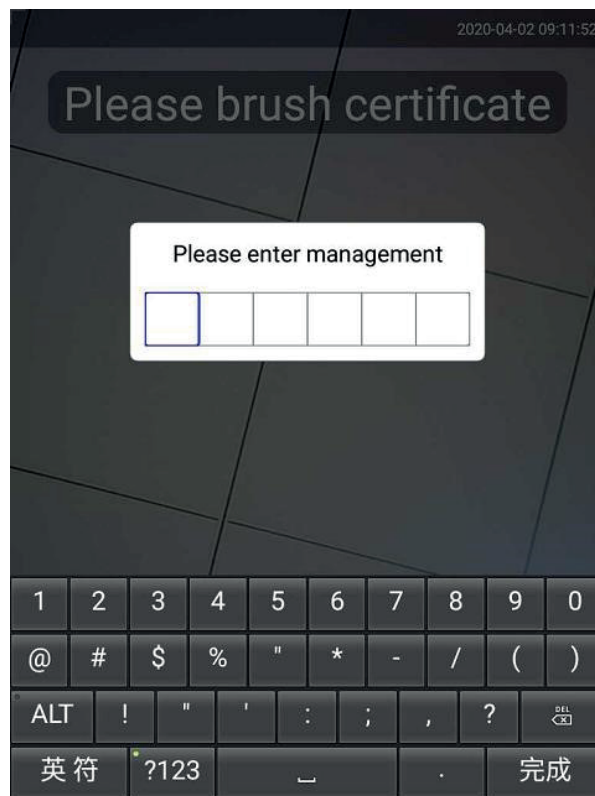 2020-04-02 09:11:52
Please brush certificate
Please enter management
1 2 3 4 5 6 7 8 9 0
@ # $ % " * - / ( )
ALT ! " ' : ; , ? DEL
英 符 ?123 . 完成